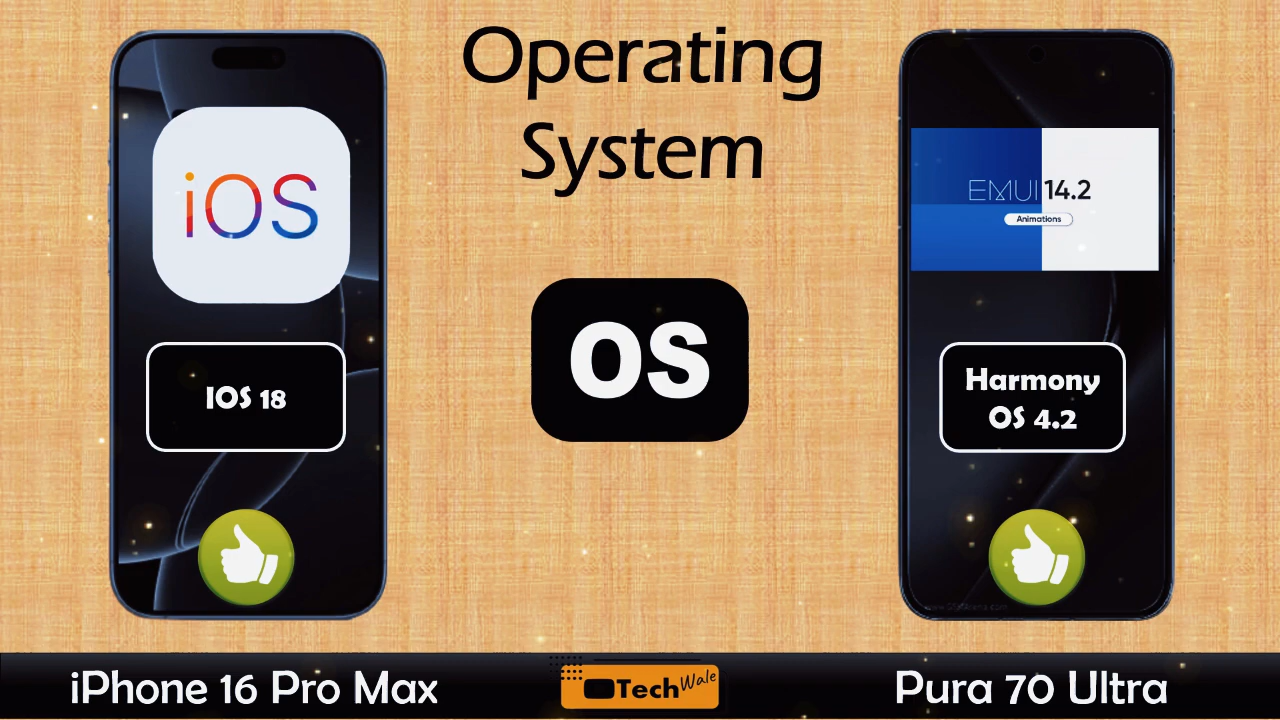 Operating
System
iOS
IOS 18
OS
EMUI 14.2
Animations
Harmony
OS 4.2
iPhone 16 Pro Max
Tech Wale
Pura 70 Ultra